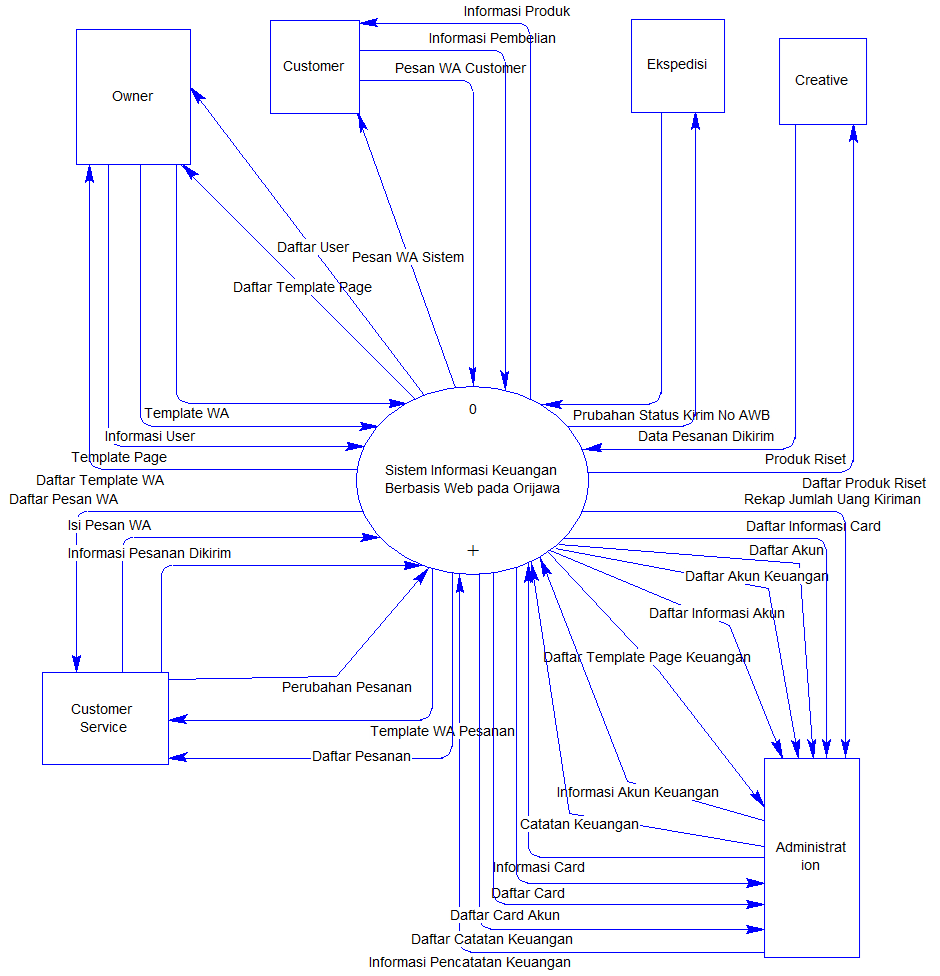 Informasi Produk
Informasi Pembelian
Customer
Pesan WA Customer
Ekspedisi
Creative
Owner
Daftar User
Pesan WA Sistem
Daftar Template Page
0
Template WA
Prubahan Status Kirim No AWB
Informasi User
Data Pesanan Dikirim
Template Page
Produk Riset
Sistem Informasi Keuangan
Berbasis Web pada Orijawa
Daftar Template WA
Daftar Produk Riset
Daftar Pesan WA
Rekap Jumlah Uang Kiriman
Isi Pesan WA
Daftar Informasi Card
Informasi Pesanan Dikirim
+
Daftar Akun
Daftar Akun Keuangan
Daftar Informasi Akun
Daftar Template Page Keuangan
Perubahan Pesanan
Customer
Service
Template WA Pesanan
Daftar Pesanan
Informasi Akun Keuangan
Catatan Keuangan
Administrat
ion
Informasi Card
Daftar Card
Daftar Card Akun
Daftar Catatan Keuangan
Informasi Pencatatan Keuangan